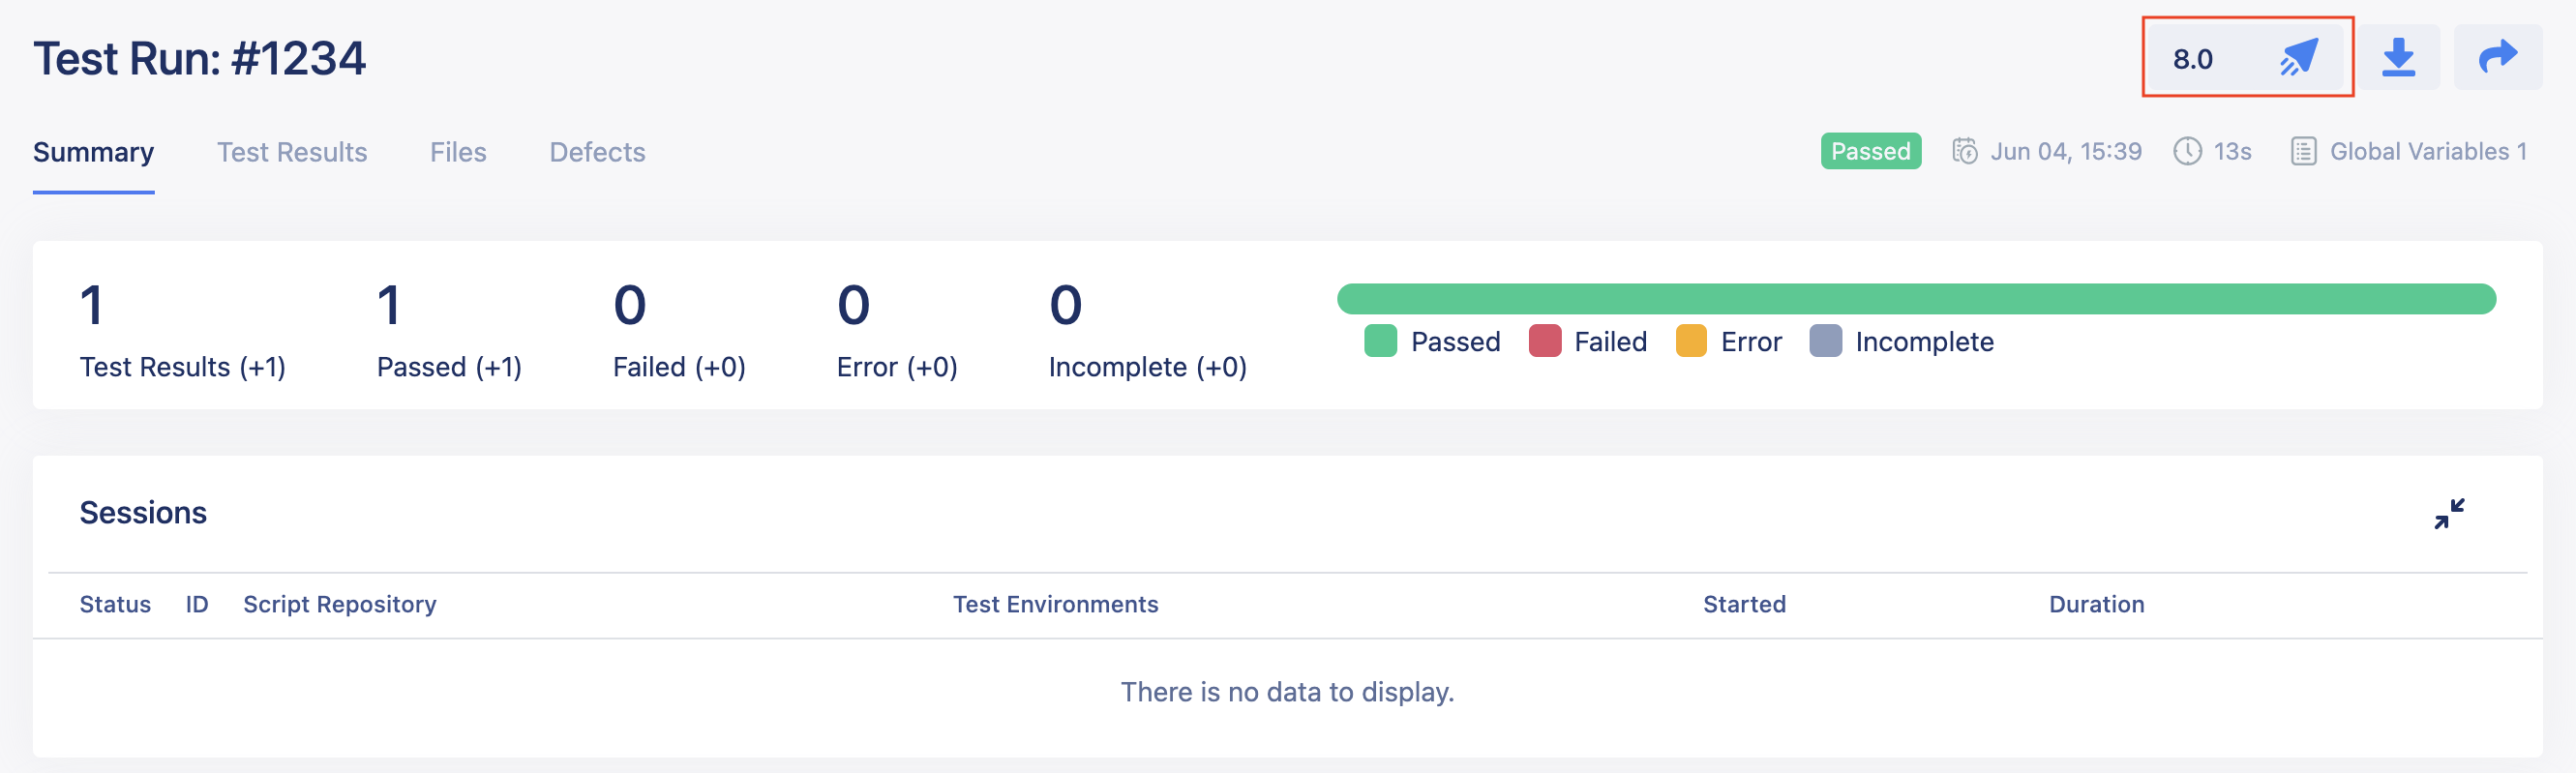 Test Run: #1234
8.0
Summary Test Results Files Defects
Passed Jun 04, 15:39 13s Global Variables 1
1 1 0 0 0
Test Results (+1) Passed (+1) Failed (+0) Error (+0) Incomplete (+0)
Passed Failed Error Incomplete
Sessions
Status ID Script Repository Test Environments Started Duration
There is no data to display.